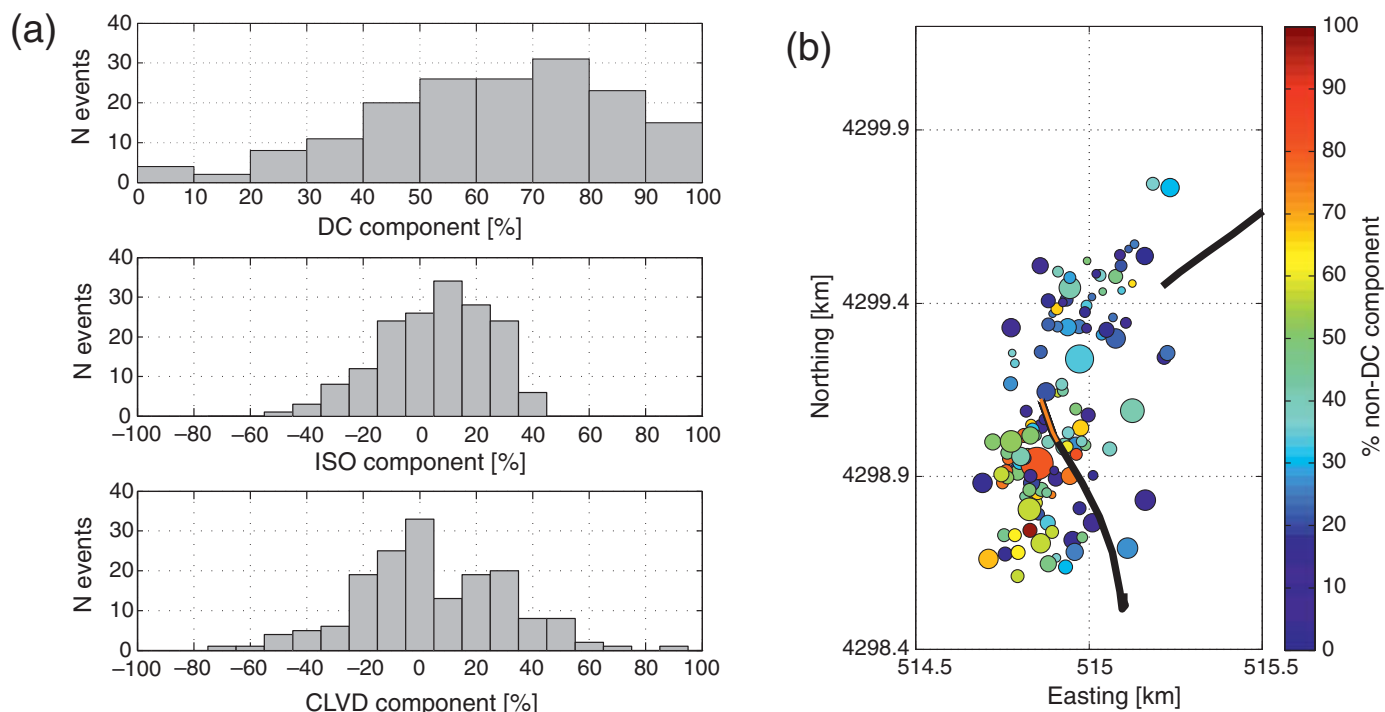 (a)
40
30
20
10
0
N events
0 10 20 30 40 50 60 70 80 90 100
DC component [%]
40
30
20
10
0
N events
−100 −80 −60 −40 −20 0 20 40 60 80 100
ISO component [%]
40
30
20
10
0
N events
−100 −80 −60 −40 −20 0 20 40 60 80 100
CLVD component [%]
(b)
4299.9
4299.4
4298.9
4298.4
Northing [km]
514.5 515 515.5
Easting [km]
100
90
80
70
60
50
40
30
20
10
0
% non-DC component